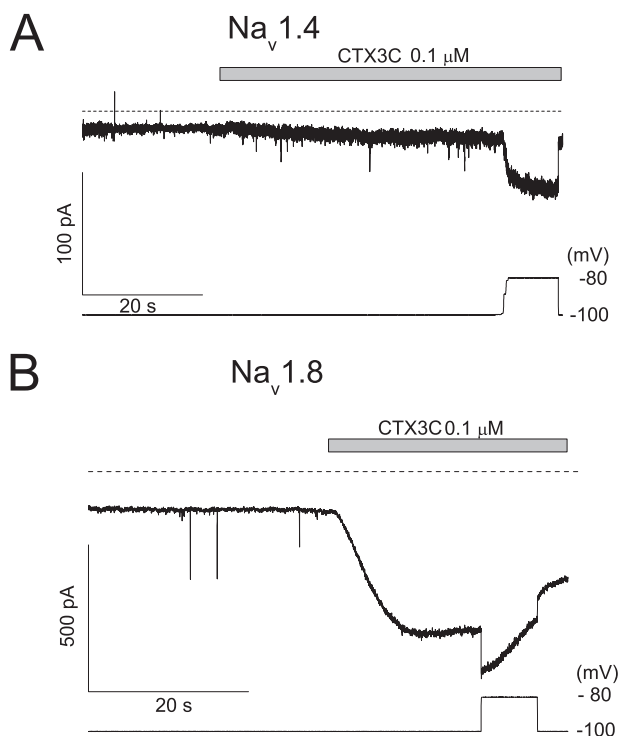 A
Nav1.4
CTX3C 0.1 μM
100 pA
20 s
(mV)
-80
-100
B
Nav1.8
CTX3C 0.1 μM
500 pA
20 s
(mV)
- 80
-100